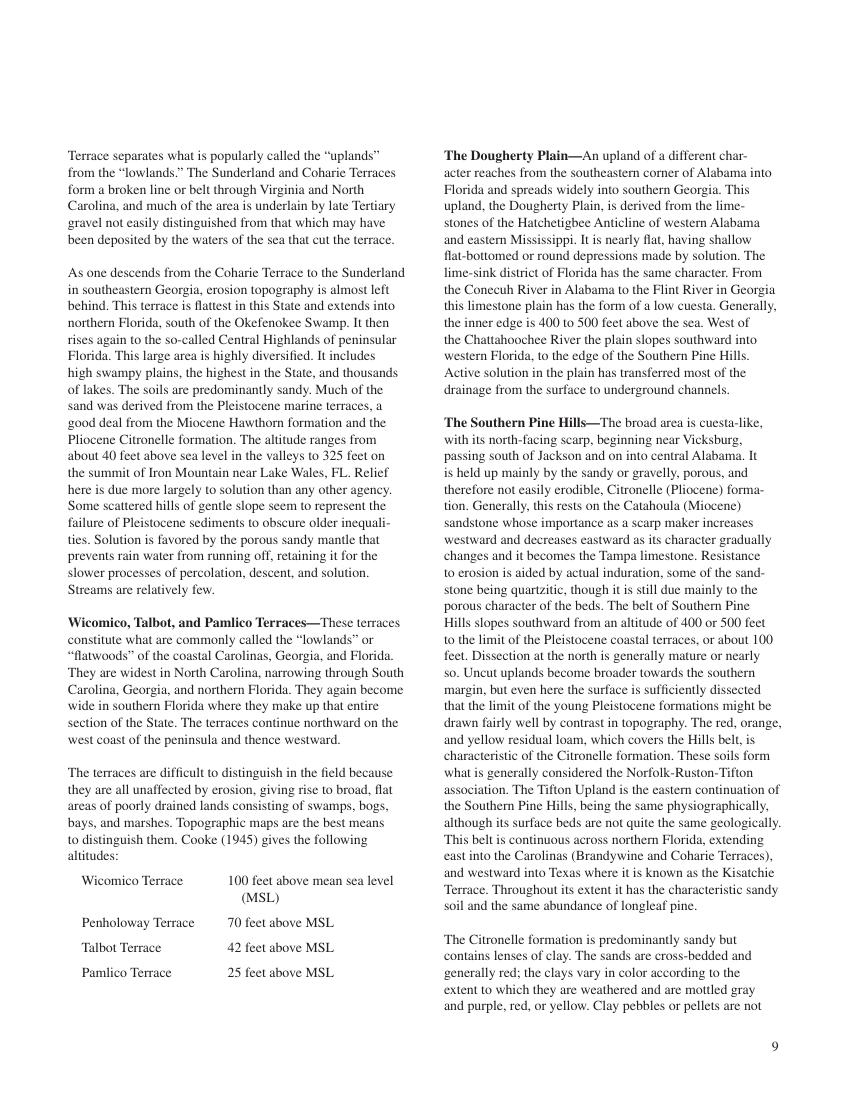 Terrace separates what is popularly called the “uplands”
from the “lowlands.” The Sunderland and Coharie Terraces
form a broken line or belt through Virginia and North
Carolina, and much of the area is underlain by late Tertiary
gravel not easily distinguished from that which may have
been deposited by the waters of the sea that cut the terrace.
As one descends from the Coharie Terrace to the Sunderland
in southeastern Georgia, erosion topography is almost left
behind. This terrace is flattest in this State and extends into
northern Florida, south of the Okefenokee Swamp. It then
rises again to the so-called Central Highlands of peninsular
Florida. This large area is highly diversified. It includes
high swampy plains, the highest in the State, and thousands
of lakes. The soils are predominantly sandy. Much of the
sand was derived from the Pleistocene marine terraces, a
good deal from the Miocene Hawthorn formation and the
Pliocene Citronelle formation. The altitude ranges from
about 40 feet above sea level in the valleys to 325 feet on
the summit of Iron Mountain near Lake Wales, FL. Relief
here is due more largely to solution than any other agency.
Some scattered hills of gentle slope seem to represent the
failure of Pleistocene sediments to obscure older inequali-
ties. Solution is favored by the porous sandy mantle that
prevents rain water from running off, retaining it for the
slower processes of percolation, descent, and solution.
Streams are relatively few.
Wicomico, Talbot, and Pamlico Terraces—These terraces
constitute what are commonly called the “lowlands” or
“flatwoods” of the coastal Carolinas, Georgia, and Florida.
They are widest in North Carolina, narrowing through South
Carolina, Georgia, and northern Florida. They again become
wide in southern Florida where they make up that entire
section of the State. The terraces continue northward on the
west coast of the peninsula and thence westward.
The terraces are difficult to distinguish in the field because
they are all unaffected by erosion, giving rise to broad, flat
areas of poorly drained lands consisting of swamps, bogs,
bays, and marshes. Topographic maps are the best means
to distinguish them. Cooke (1945) gives the following
altitudes:
Wicomico Terrace 100 feet above mean sea level
(MSL)
Penholoway Terrace 70 feet above MSL
Talbot Terrace 42 feet above MSL
Pamlico Terrace 25 feet above MSL
The Dougherty Plain—An upland of a different char-
acter reaches from the southeastern corner of Alabama into
Florida and spreads widely into southern Georgia. This
upland, the Dougherty Plain, is derived from the lime-
stones of the Hatchetigbee Anticline of western Alabama
and eastern Mississippi. It is nearly flat, having shallow
flat-bottomed or round depressions made by solution. The
lime-sink district of Florida has the same character. From
the Conecuh River in Alabama to the Flint River in Georgia
this limestone plain has the form of a low cuesta. Generally,
the inner edge is 400 to 500 feet above the sea. West of
the Chattahoochee River the plain slopes southward into
western Florida, to the edge of the Southern Pine Hills.
Active solution in the plain has transferred most of the
drainage from the surface to underground channels.
The Southern Pine Hills—The broad area is cuesta-like,
with its north-facing scarp, beginning near Vicksburg,
passing south of Jackson and on into central Alabama. It
is held up mainly by the sandy or gravelly, porous, and
therefore not easily erodible, Citronelle (Pliocene) forma-
tion. Generally, this rests on the Catahoula (Miocene)
sandstone whose importance as a scarp maker increases
westward and decreases eastward as its character gradually
changes and it becomes the Tampa limestone. Resistance
to erosion is aided by actual induration, some of the sand-
stone being quartzitic, though it is still due mainly to the
porous character of the beds. The belt of Southern Pine
Hills slopes southward from an altitude of 400 or 500 feet
to the limit of the Pleistocene coastal terraces, or about 100
feet. Dissection at the north is generally mature or nearly
so. Uncut uplands become broader towards the southern
margin, but even here the surface is sufficiently dissected
that the limit of the young Pleistocene formations might be
drawn fairly well by contrast in topography. The red, orange,
and yellow residual loam, which covers the Hills belt, is
characteristic of the Citronelle formation. These soils form
what is generally considered the Norfolk-Ruston-Tifton
association. The Tifton Upland is the eastern continuation of
the Southern Pine Hills, being the same physiographically,
although its surface beds are not quite the same geologically.
This belt is continuous across northern Florida, extending
east into the Carolinas (Brandywine and Coharie Terraces),
and westward into Texas where it is known as the Kisatchie
Terrace. Throughout its extent it has the characteristic sandy
soil and the same abundance of longleaf pine.
The Citronelle formation is predominantly sandy but
contains lenses of clay. The sands are cross-bedded and
generally red; the clays vary in color according to the
extent to which they are weathered and are mottled gray
and purple, red, or yellow. Clay pebbles or pellets are not
9